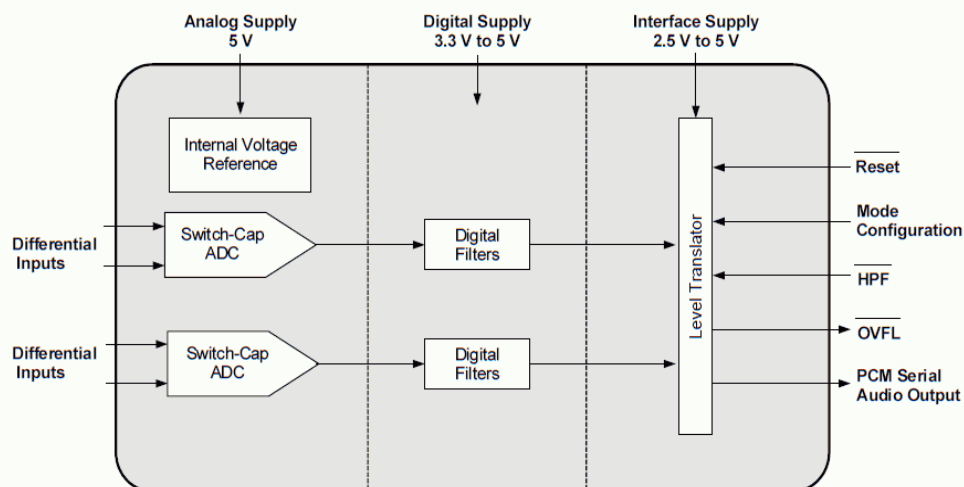 Analog Supply
5 V
Digital Supply
3.3 V to 5 V
Interface Supply
2.5 V to 5 V
Internal Voltage
Reference
Differential
Inputs
Switch-Cap
ADC
Digital
Filters
Differential
Inputs
Switch-Cap
ADC
Digital
Filters
Level Translator
Reset
Mode
Configuration
HPF
OVFL
PCM Serial
Audio Output